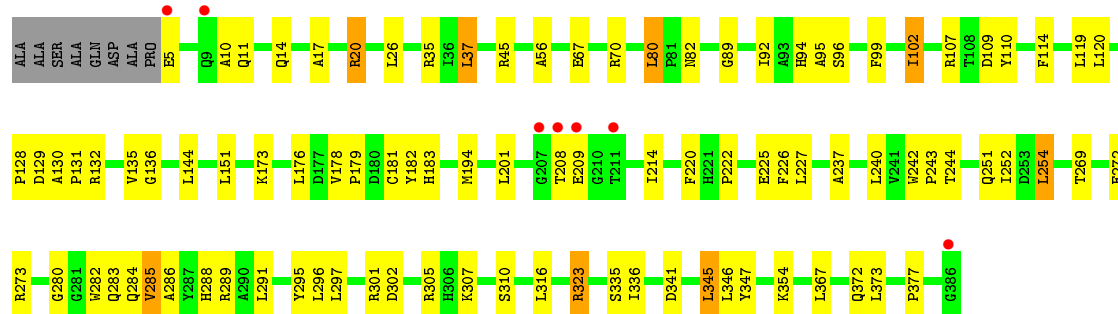 ALA ALA SER ALA ALA GLN ASP ALA PRO E5 Q9 A10 Q11 Q14 A17 R20 L26 R35 I36 L37 R45 A56 E67 R70 L80 P81 N82 G89 I92 A93 H94 A95 S96 F99 I102 R107 T108 D109 Y110 F114 L119 L120
P128 D129 A130 P131 R132 V135 G136 L144 L151 K173 L176 D177 V178 P179 D180 C181 Y182 H183 M194 L201 G207 T208 E209 G210 T211 I214 F220 H221 P222 E225 F226 L227 A237 L240 V241 W242 P243 T244 Q251 I252 D253 L254 T269
R273 G280 G281 W282 Q283 Q284 V285 A286 Y287 H288 R289 A290 L291 Y295 L296 L297 R301 D302 R305 H306 K307 S310 L316 R323 S335 I336 D341 L345 L346 Y347 K354 L367 Q372 L373 P377 G386